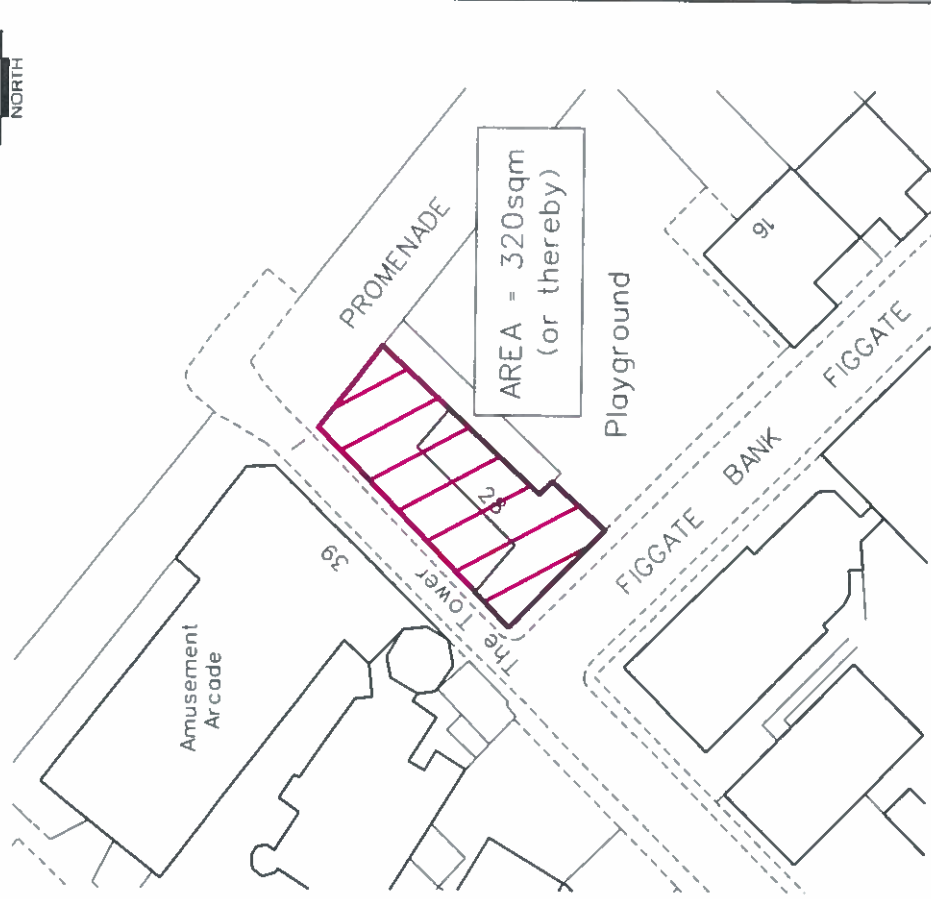 NORTH
PROMENADE
AREA = 320sqm
(or thereby)
Playground
16
28
39
The Tower
Amusement
Arcade
FIGGATE BANK
FIGGATE